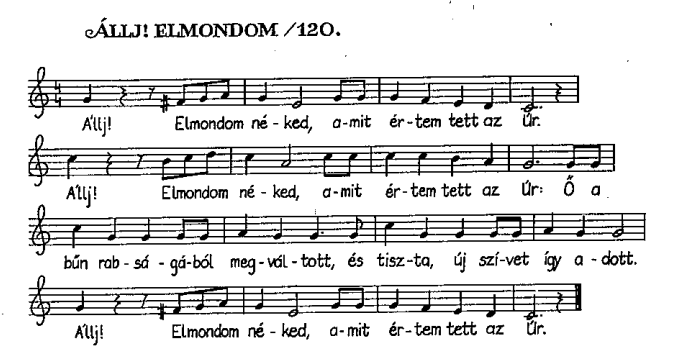 ÁLLJ! ELMONDOM /120.
Állj! Elmondom né - ked, a - mit ér - tem tett az Úr.
Állj! Elmondom né - ked, a - mit ér - tem tett az Úr: Ő a
bűn rab - sá - gá - ból meg - vál - tott, és tisz - ta, új szí - vet így a - dott.
Állj! Elmondom né - ked, a - mit ér - tem tett az Úr.